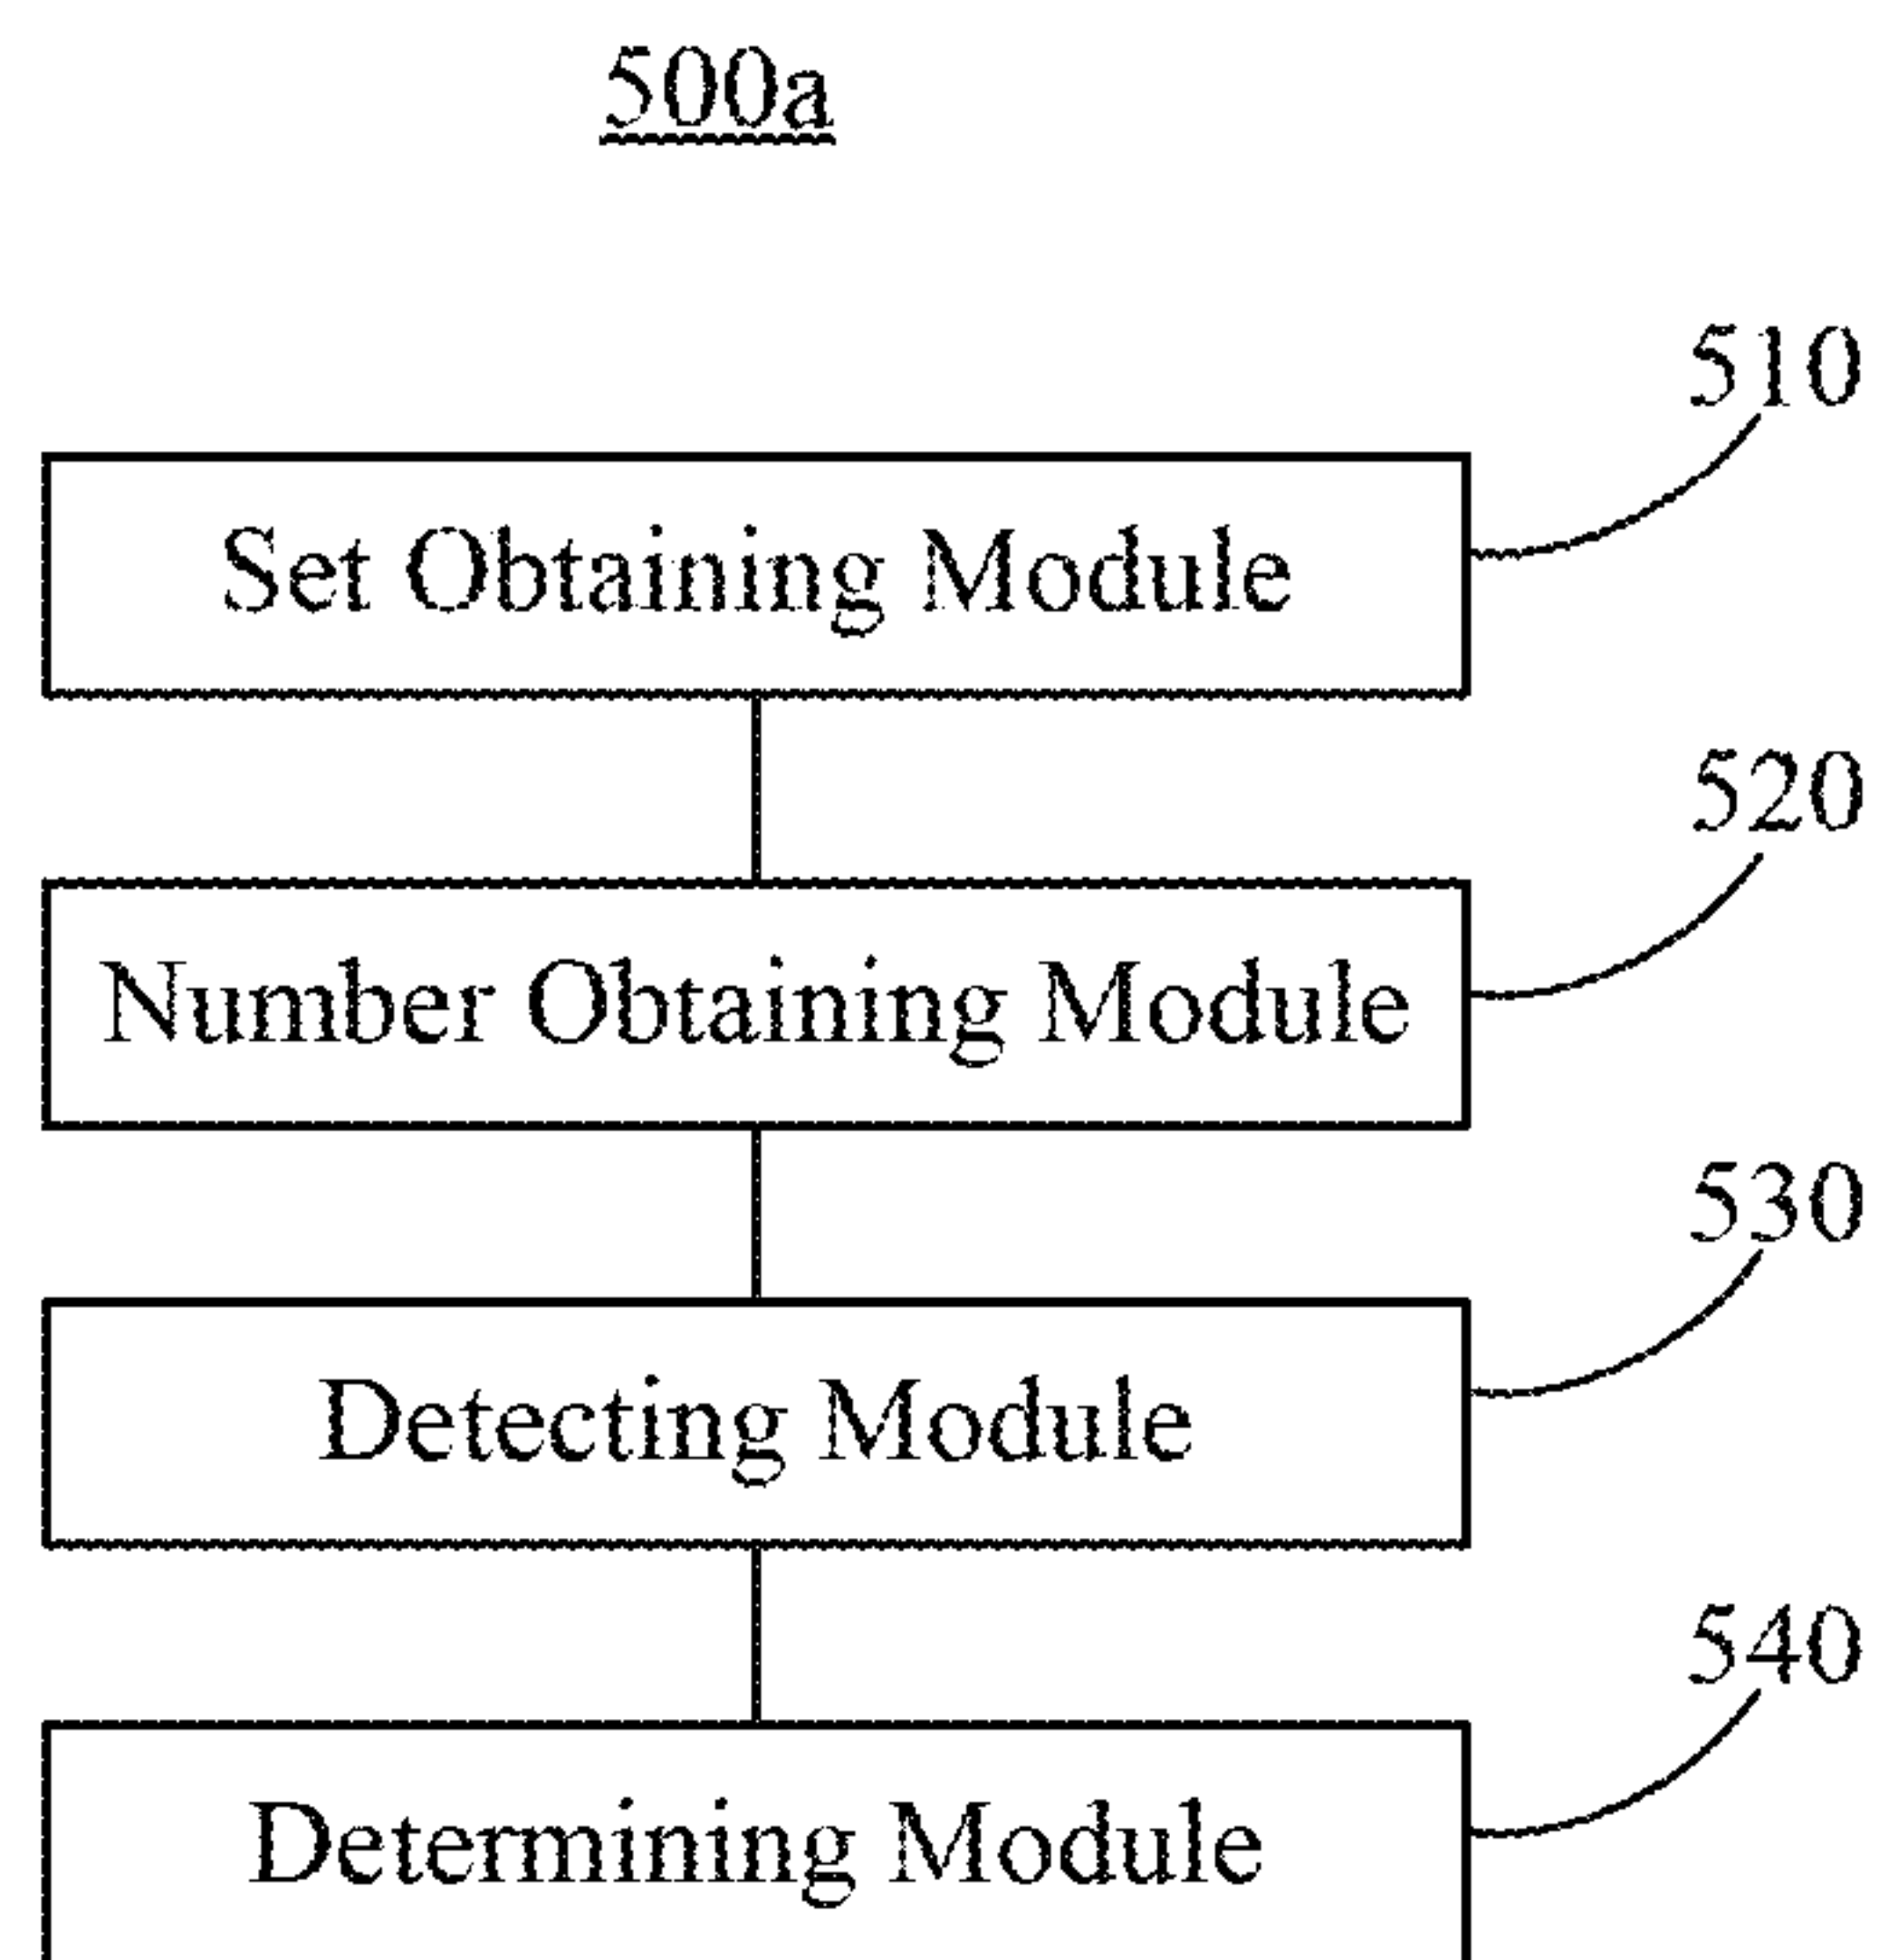 500a
510
Set Obtaining Module
520
Number Obtaining Module
530
Detecting Module
540
Determining Module